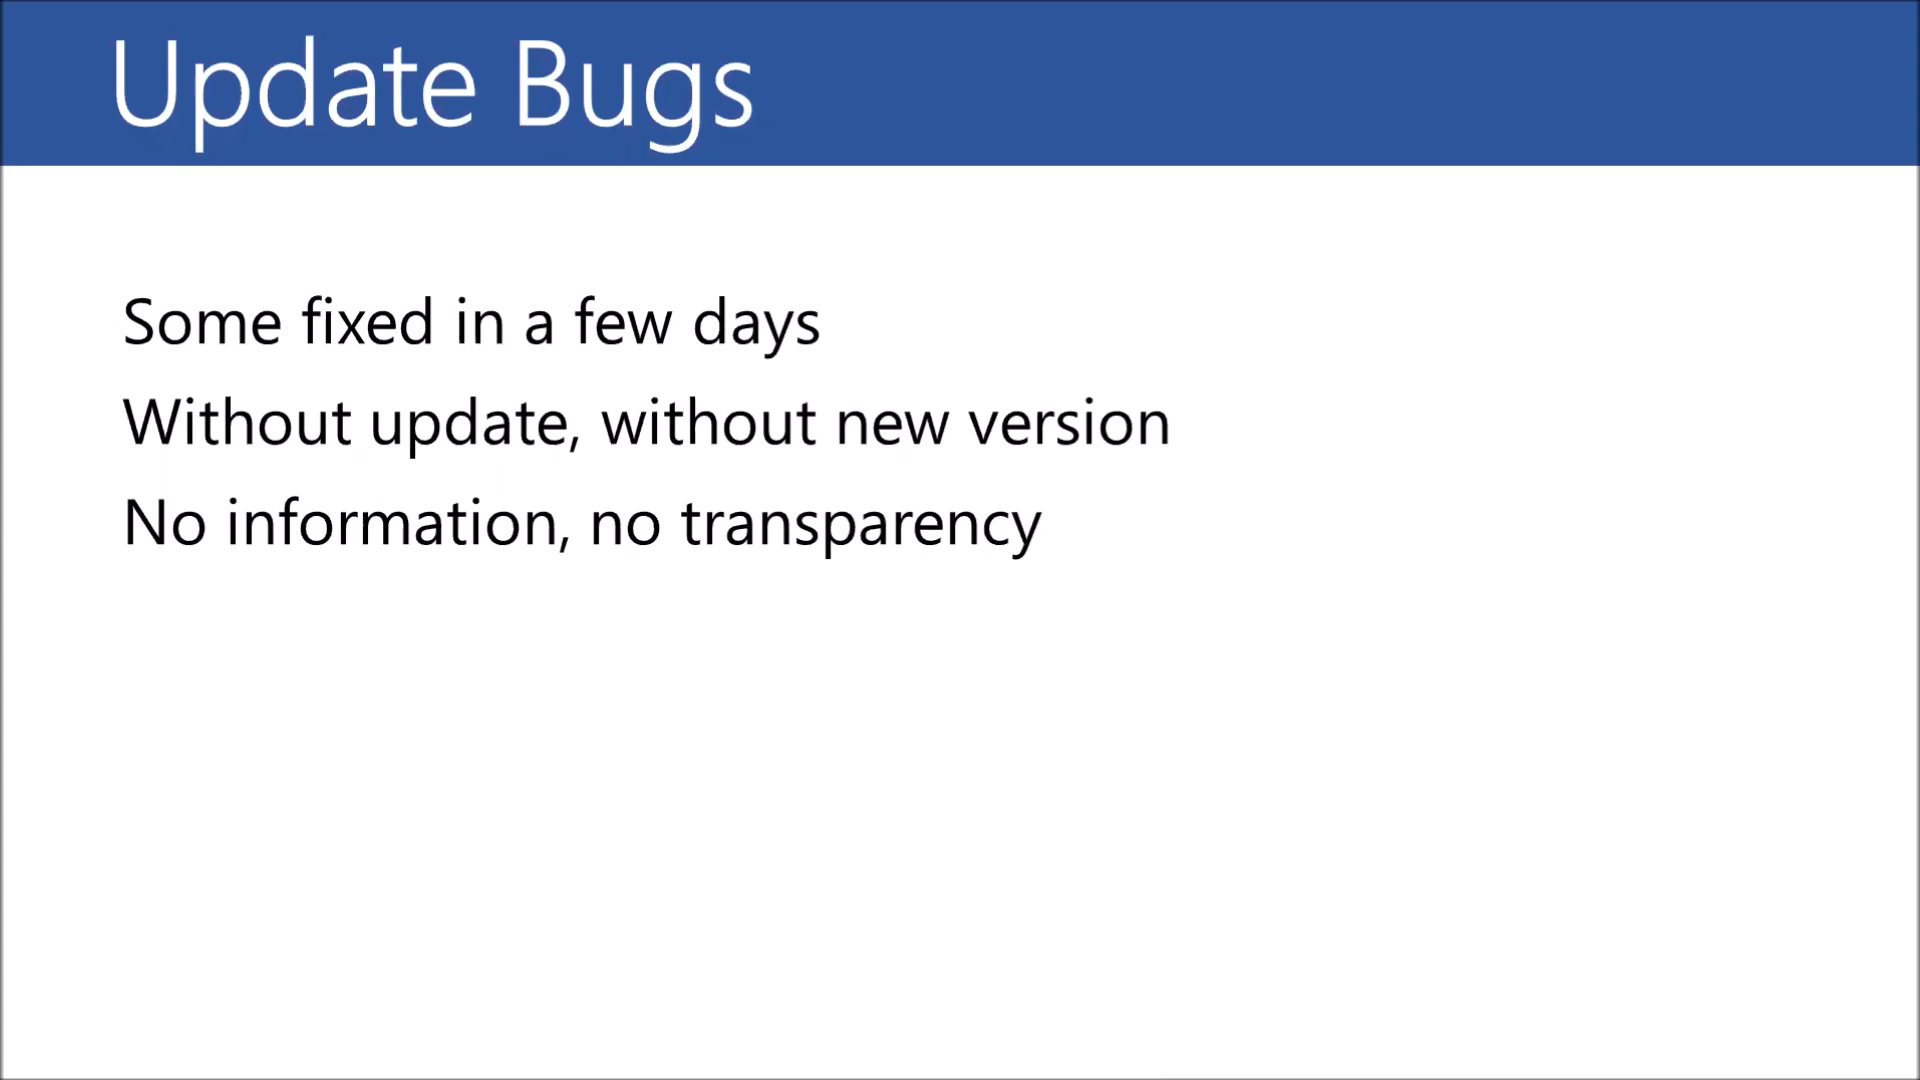 Update Bugs
Some fixed in a few days
Without update, without new version
No information, no transparency